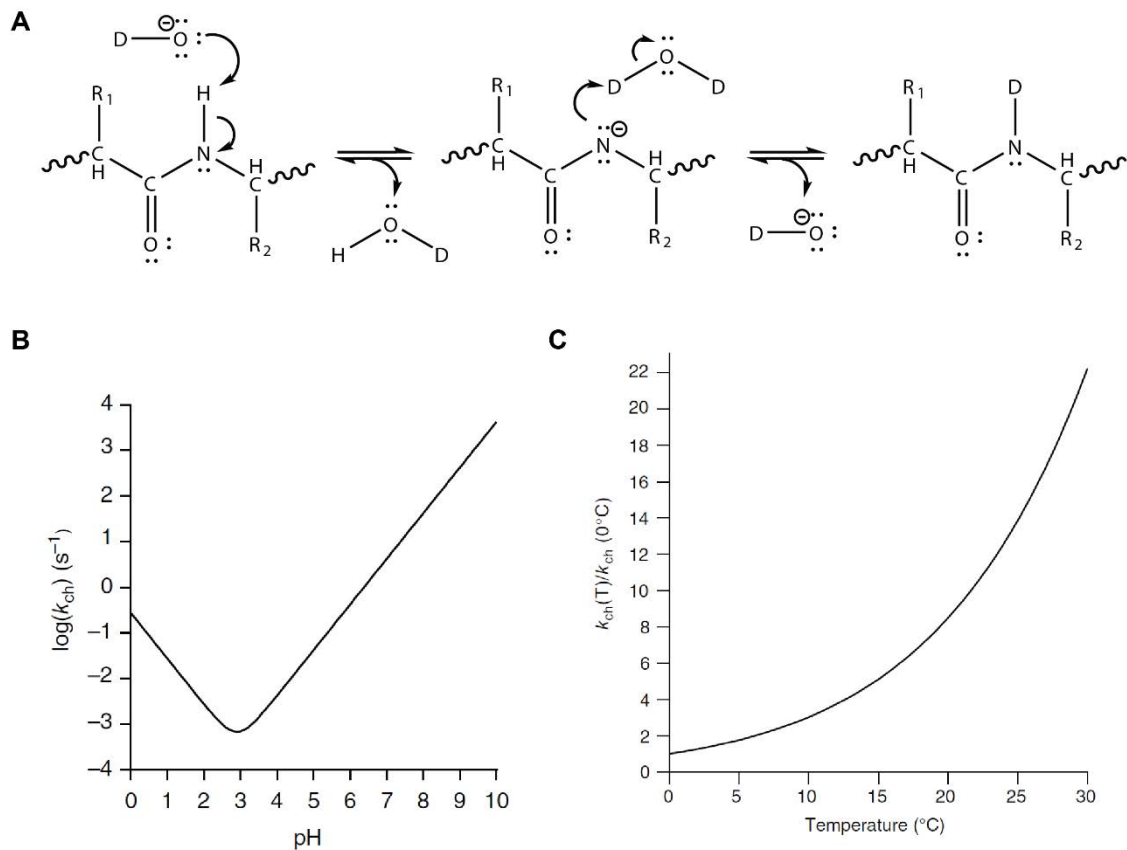 A
D O ⊖
H
R1
C H
C
N
H C
O
R2
H O D
D O D
R1
C H
C
N ⊖
H C
O
R2
D O ⊖
D
R1
C H
C
N
H C
O
R2
B
log(kch) (s−1)
4
3
2
1
0
−1
−2
−3
−4
0 1 2 3 4 5 6 7 8 9 10
pH
C
kch(T)/kch (0°C)
22
20
18
16
14
12
10
8
6
4
2
0
0 5 10 15 20 25 30
Temperature (°C)